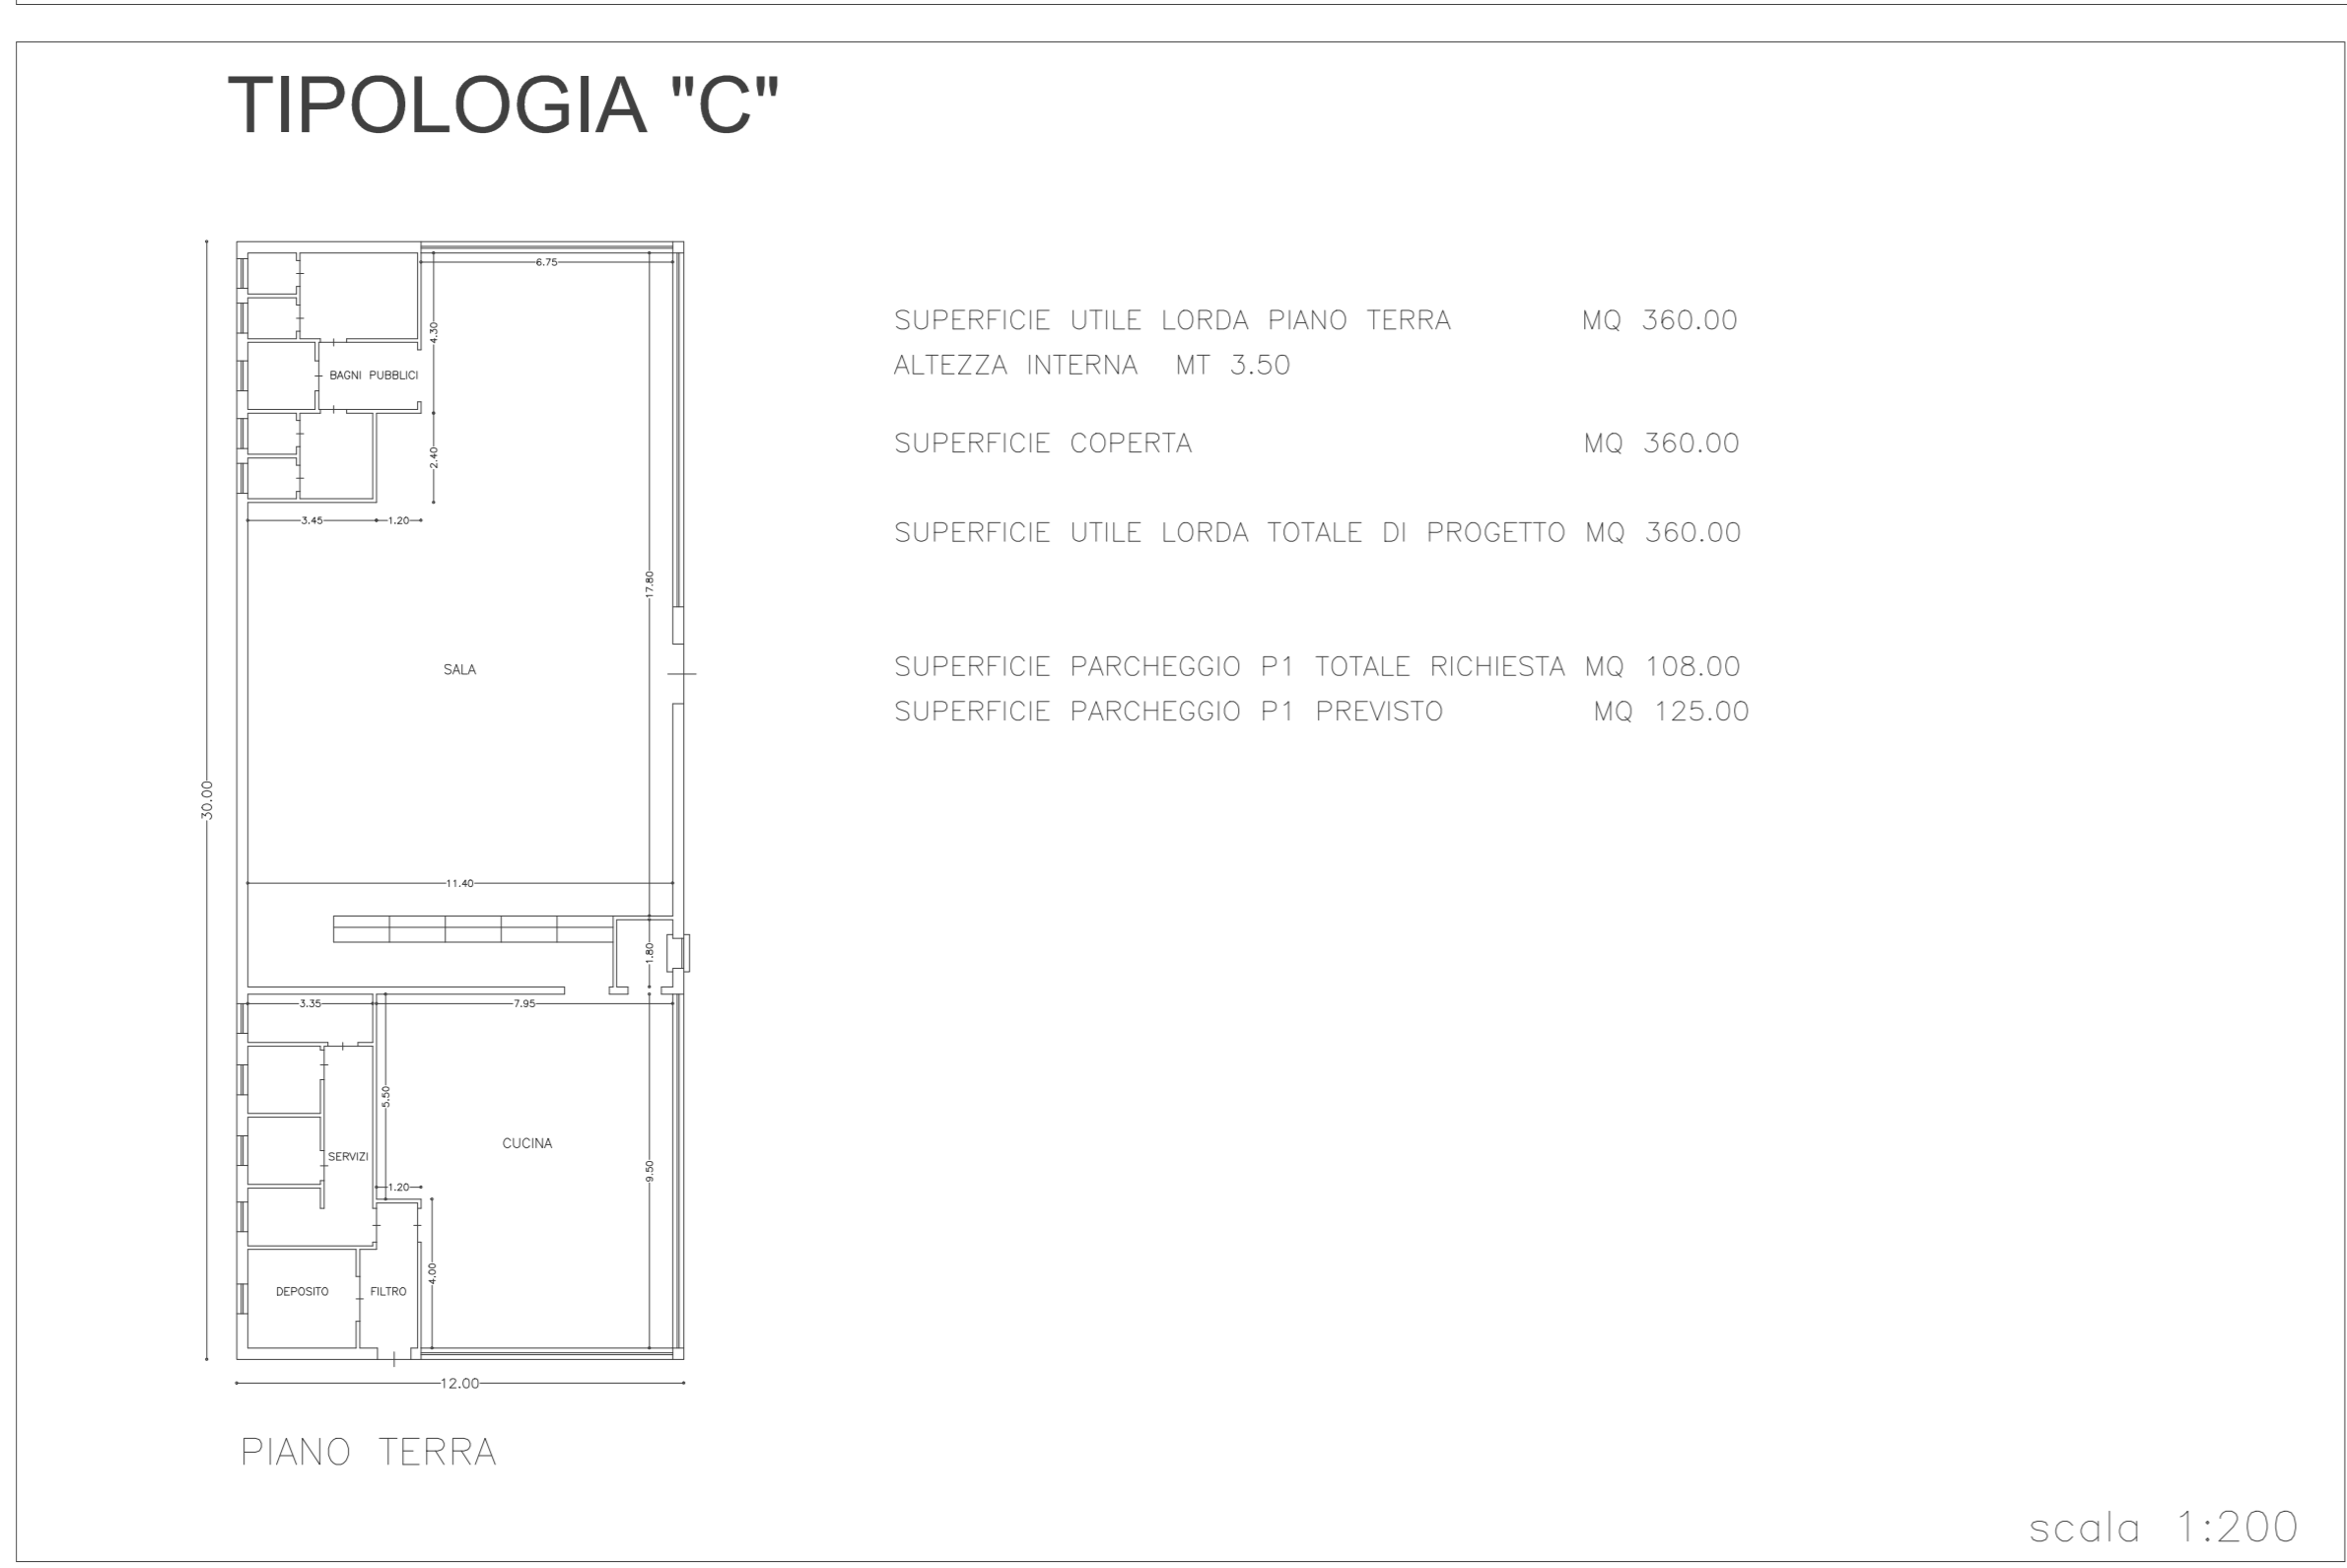 TIPOLOGIA "C"
6.75
4.30
BAGNI PUBBLICI
2.40
3.45
1.20
17.80
SALA
30.00
11.40
1.80
3.35
7.95
5.50
CUCINA
SERVIZI
9.50
1.20
4.00
DEPOSITO
FILTRO
12.00
PIANO TERRA
SUPERFICIE UTILE LORDA PIANO TERRA MQ 360.00
ALTEZZA INTERNA MT 3.50
SUPERFICIE COPERTA MQ 360.00
SUPERFICIE UTILE LORDA TOTALE DI PROGETTO MQ 360.00
SUPERFICIE PARCHEGGIO P1 TOTALE RICHIESTA MQ 108.00
SUPERFICIE PARCHEGGIO P1 PREVISTO MQ 125.00
scala 1:200